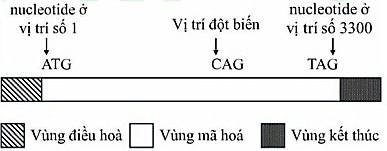 nucleotide ở
vị trí số 1
Vị trí đột biến
nucleotide ở
vị trí số 3300
ATG
CAG
TAG
Vùng điều hoà
Vùng mã hoá
Vùng kết thúc